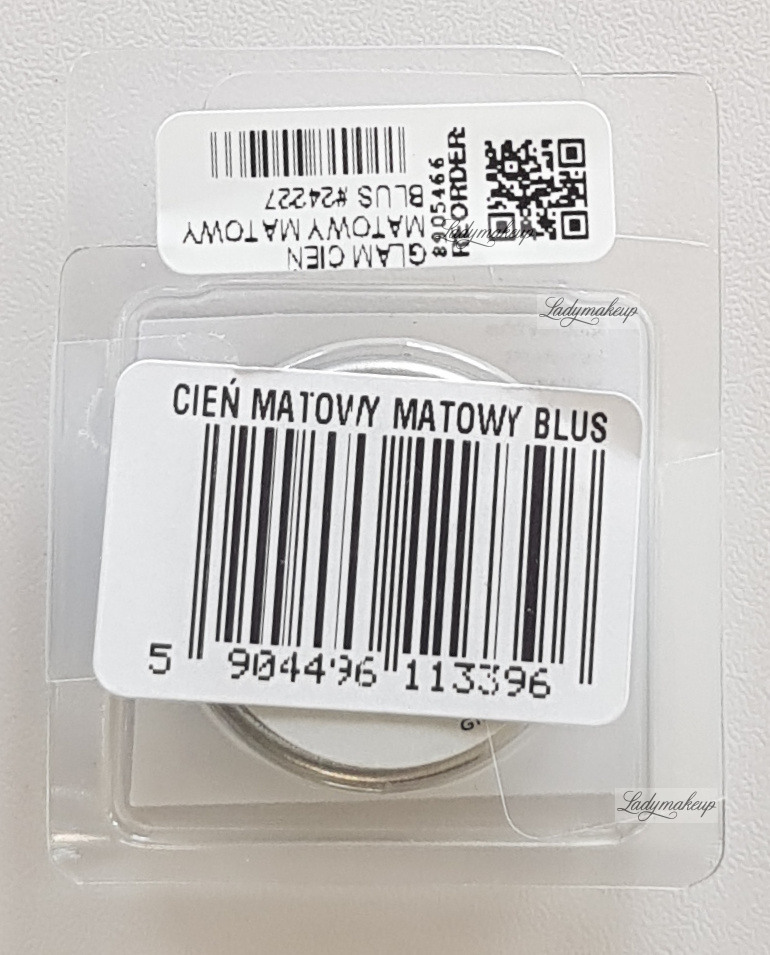 GLAM CIEN
MATOWY MATOWY
BLUS #24227
8905466
REORDER:
Ladymakeup
Ladymakeup
CIEŃ MATOWY MATOWY BLUS
5 904496 113396
Ladymakeup